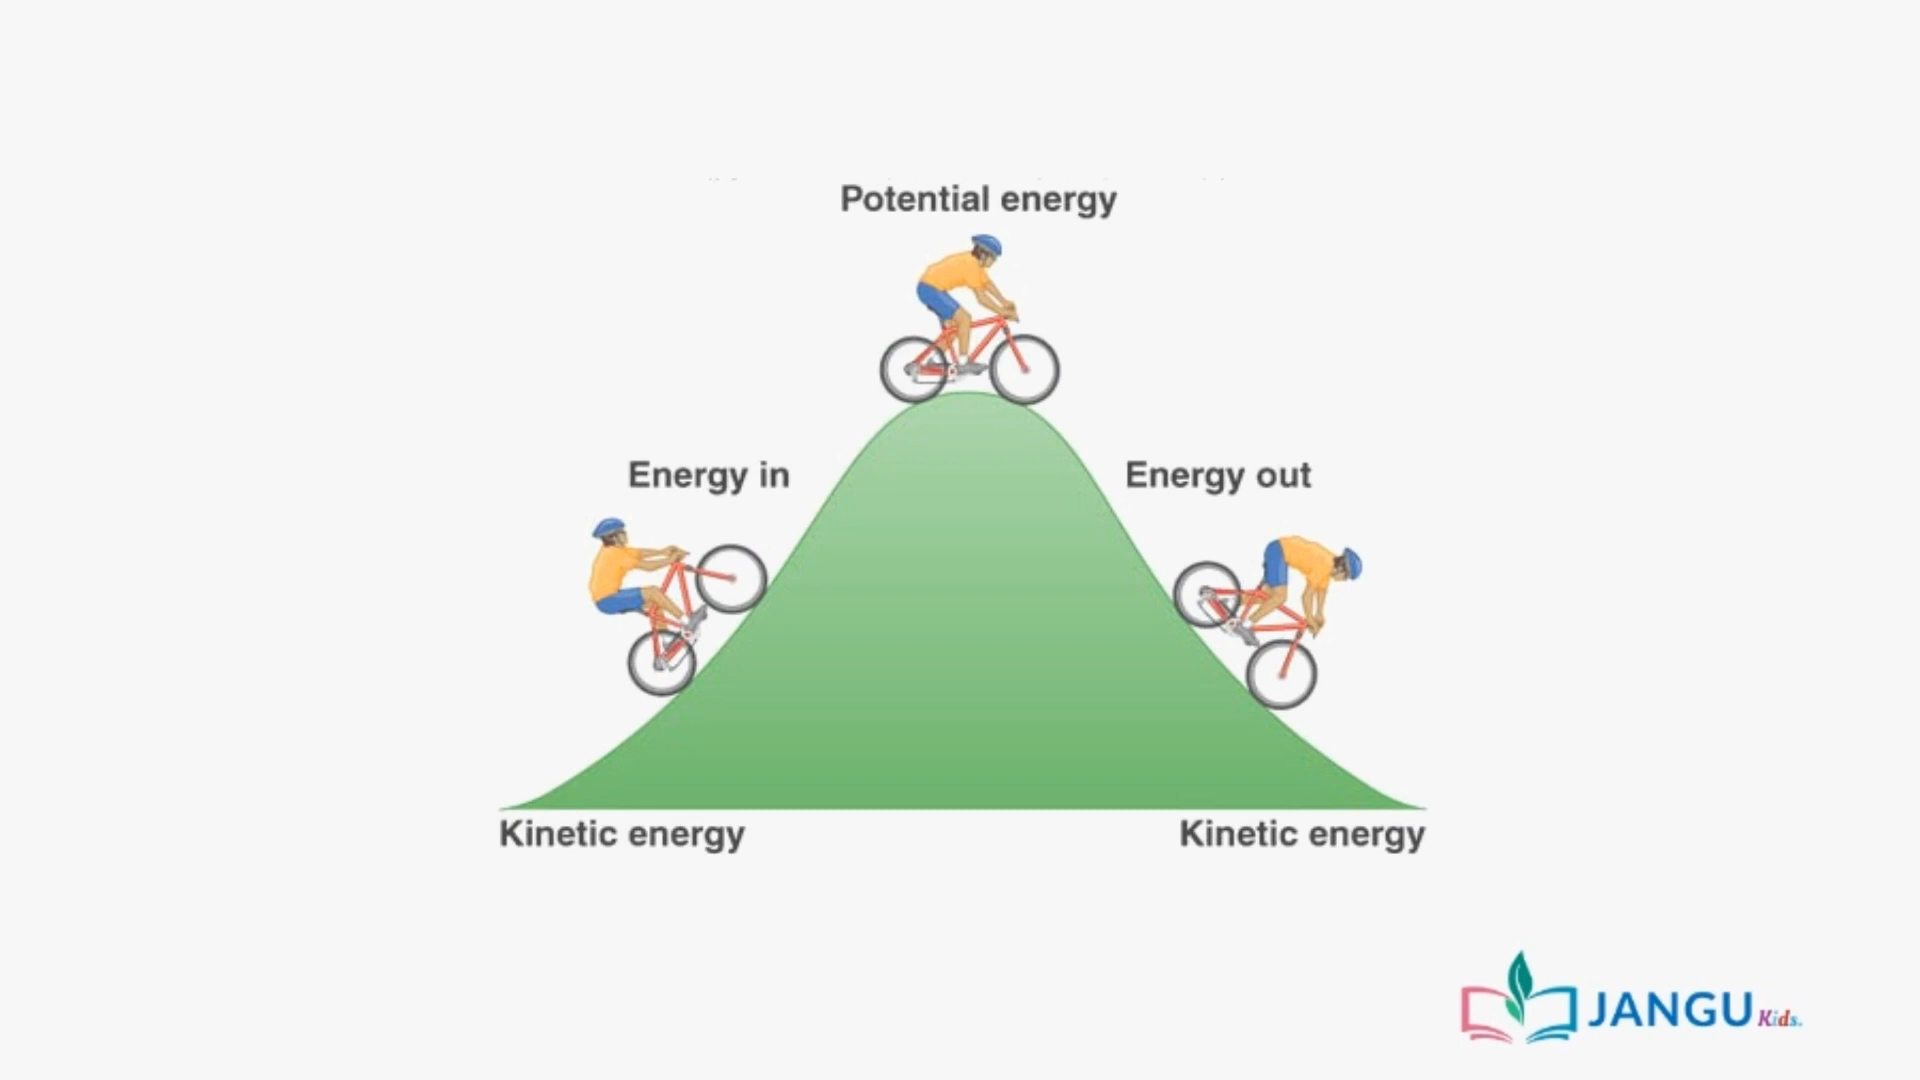 Potential energy
Energy in
Energy out
Kinetic energy
Kinetic energy
JANGU Kids.